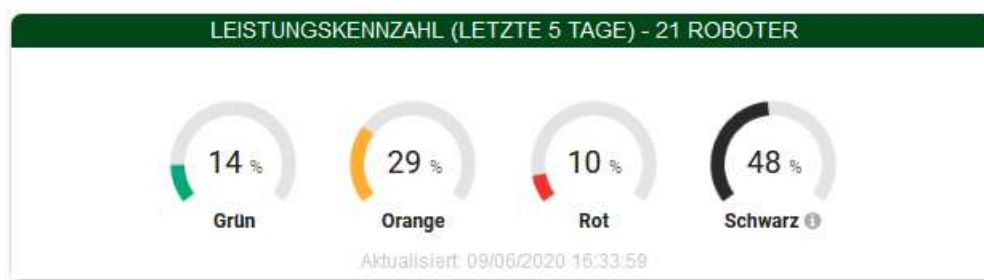 LEISTUNGSKENNZAHL (LETZTE 5 TAGE) - 21 ROBOTER
14 % 29 % 10 % 48 %
Grün Orange Rot Schwarz
Aktualisiert: 09/06/2020 16:33:59